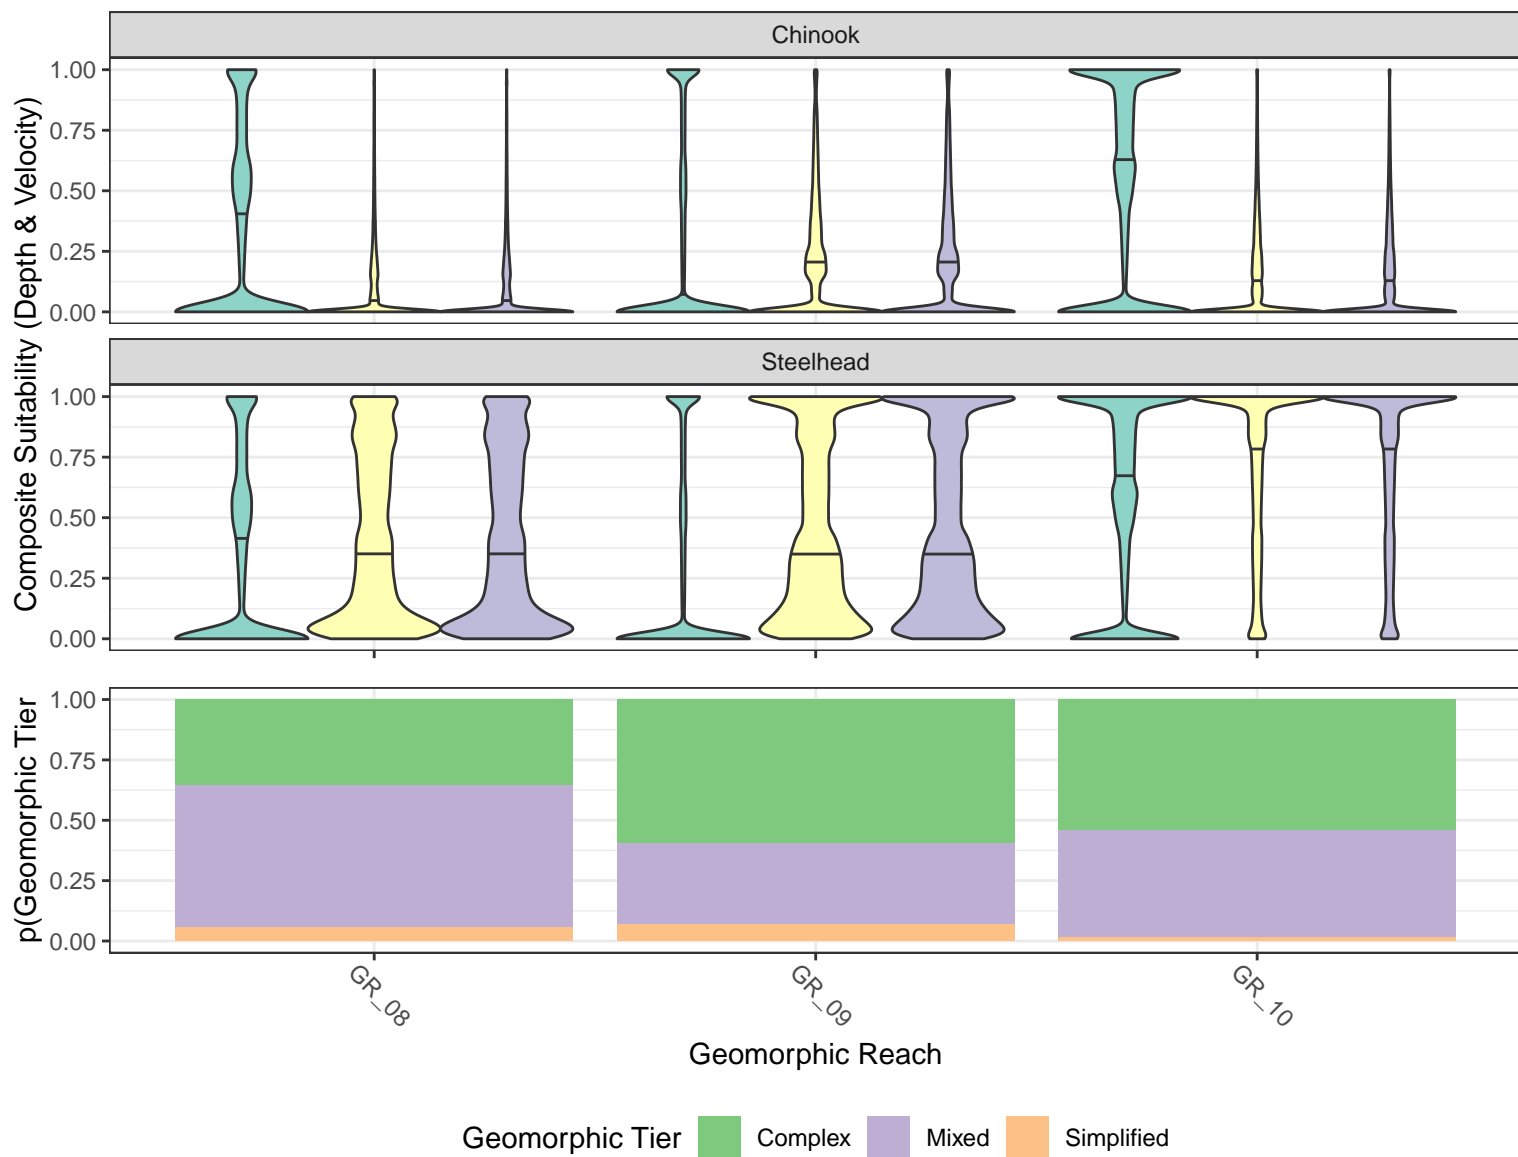 Chinook
1.00
0.75
0.50
0.25
0.00
Composite Suitability (Depth & Velocity)
Steelhead
1.00
0.75
0.50
0.25
0.00
p(Geomorphic Tier
1.00
0.75
0.50
0.25
0.00
GR_08
GR_09
GR_10
Geomorphic Reach
Geomorphic Tier
Complex
Mixed
Simplified